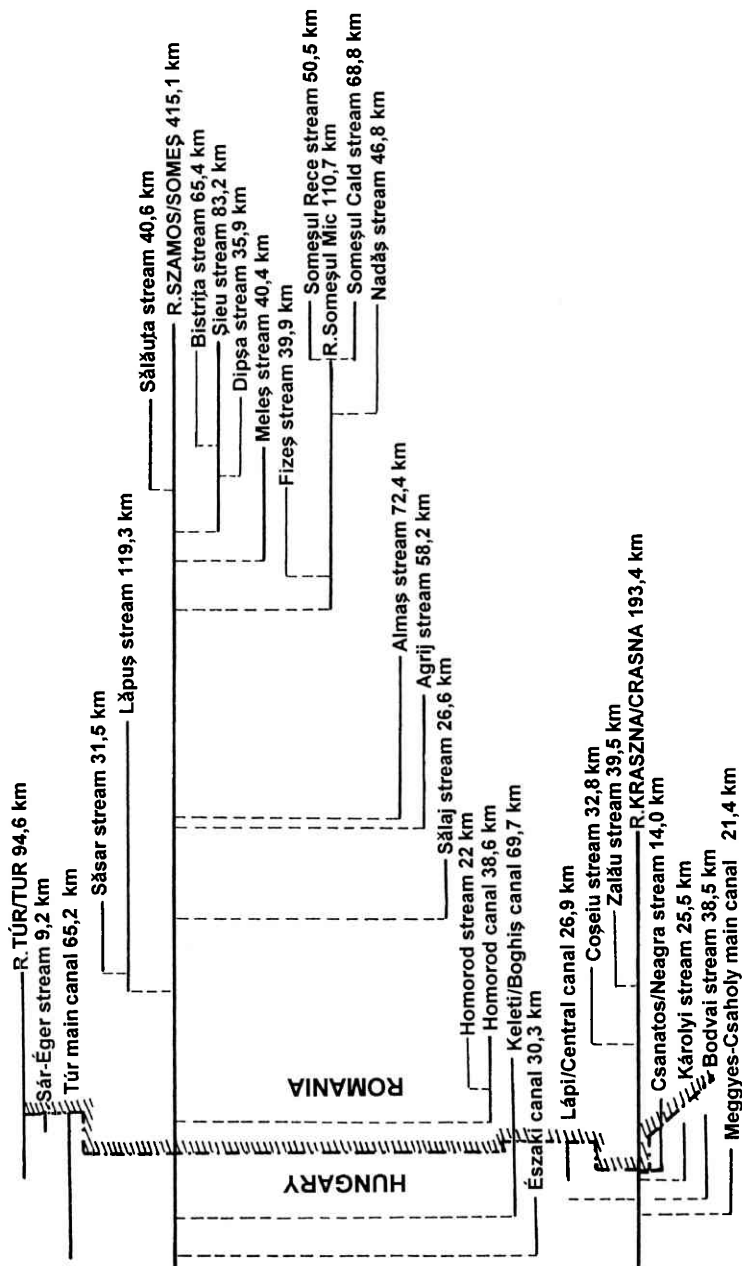 R. TÚR/TUR 94,6 km
Sár-Éger stream 9,2 km
Túr main canal 65,2 km
Săsar stream 31,5 km
Lăpuş stream 119,3 km
Sălăuţa stream 40,6 km
R.SZAMOS/SOMEŞ 415,1 km
Bistriţa stream 65,4 km
Şieu stream 83,2 km
Dipşa stream 35,9 km
Meleş stream 40,4 km
Fizeş stream 39,9 km
Someşul Rece stream 50,5 km
R.Someşul Mic 110,7 km
Someşul Cald stream 68,8 km
Nadăş stream 46,8 km
Almaş stream 72,4 km
Agrij stream 58,2 km
Sălaj stream 26,6 km
Homorod stream 22 km
Homorod canal 38,6 km
Keleti/Boghiş canal 69,7 km
Északi canal 30,3 km
ROMANIA
HUNGARY
Lápi/Central canal 26,9 km
Coşeiu stream 32,8 km
Zalău stream 39,5 km
R.KRASZNA/CRASNA 193,4 km
Csanatos/Neagra stream 14,0 km
Károlyi stream 25,5 km
Bodvai stream 38,5 km
Meggyes-Csaholy main canal 21,4 km